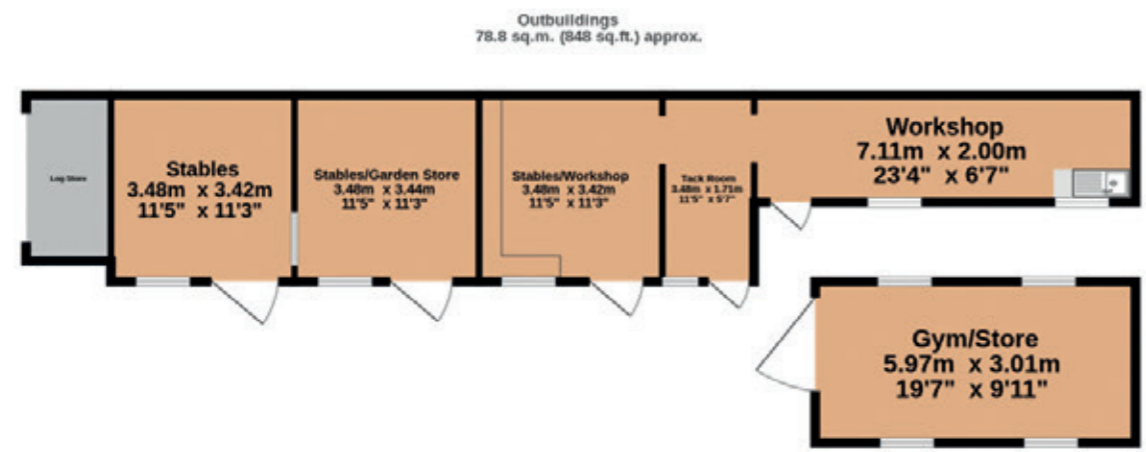 Outbuildings
78.8 sq.m. (848 sq.ft.) approx.
Log Store
Stables
3.48m x 3.42m
11'5" x 11'3"
Stables/Garden Store
3.48m x 3.44m
11'5" x 11'3"
Stables/Workshop
3.48m x 3.42m
11'5" x 11'3"
Tack Room
3.48m x 1.71m
11'5" x 5'7"
Workshop
7.11m x 2.00m
23'4" x 6'7"
Gym/Store
5.97m x 3.01m
19'7" x 9'11"